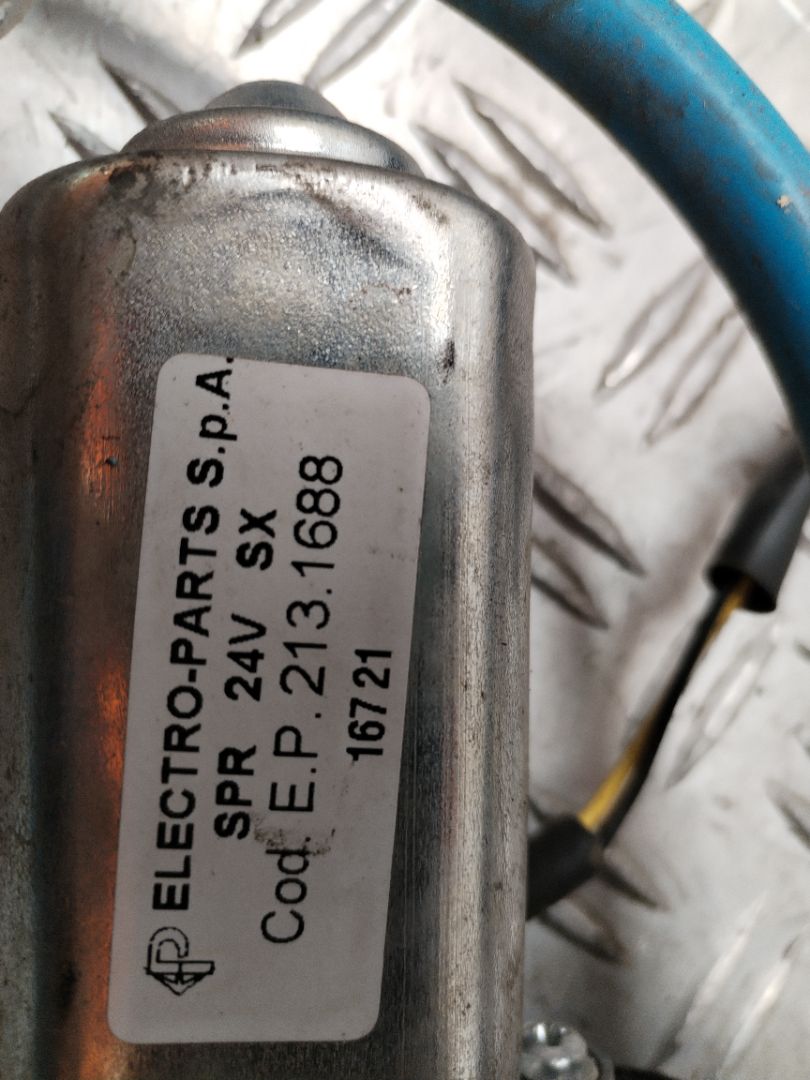 ELECTRO-PARTS S.p.A.
SPR 24V SX
Cod. E.P. 213.1688
16721